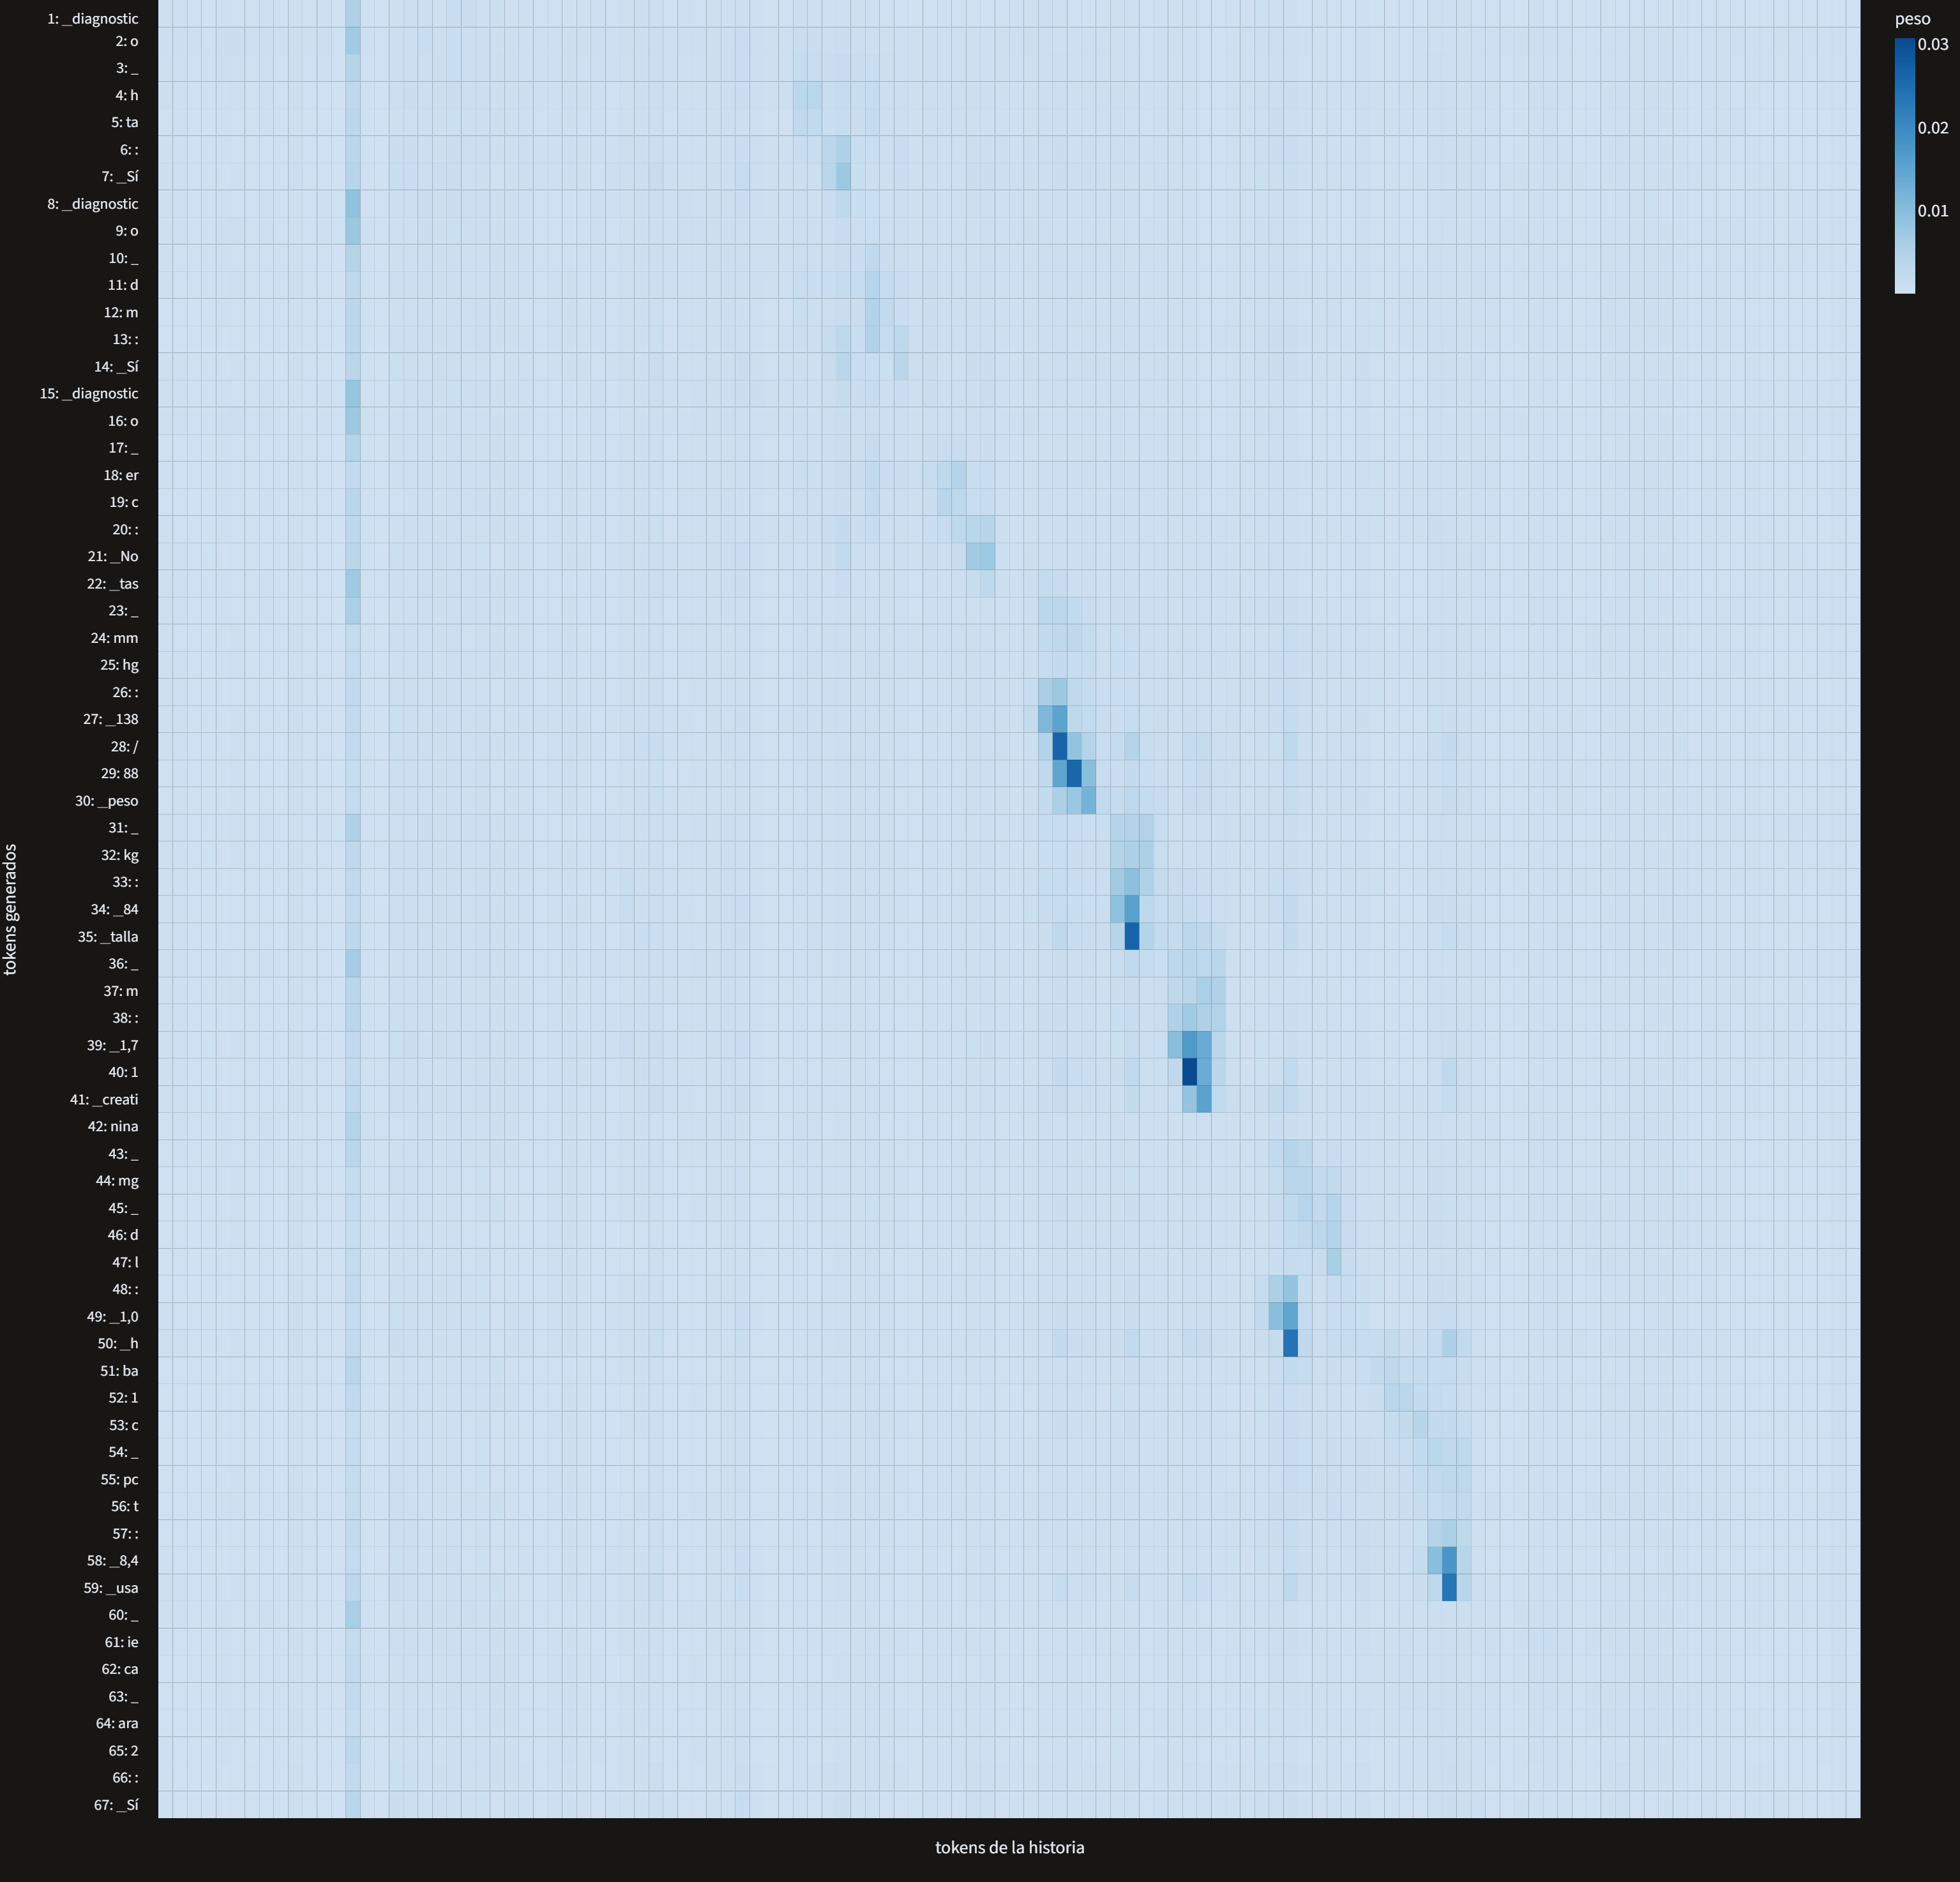 1: _diagnostic
2: o
3: _
4: h
5: ta
6: :
7: _Sí
8: _diagnostic
9: o
10: _
11: d
12: m
13: :
14: _Sí
15: _diagnostic
16: o
17: _
18: er
19: c
20: :
21: _No
22: _tas
23: _
24: mm
25: hg
26: :
27: _138
28: /
29: 88
30: _peso
31: _
32: kg
33: :
34: _84
35: _talla
36: _
37: m
38: :
39: _1,7
40: 1
41: _creati
42: nina
43: _
44: mg
45: _
46: d
47: l
48: :
49: _1,0
50: _h
51: ba
52: 1
53: c
54: _
55: pc
56: t
57: :
58: _8,4
59: _usa
60: _
61: ie
62: ca
63: _
64: ara
65: 2
66: :
67: _Sí
tokens generados
tokens de la historia
peso
0.03
0.02
0.01